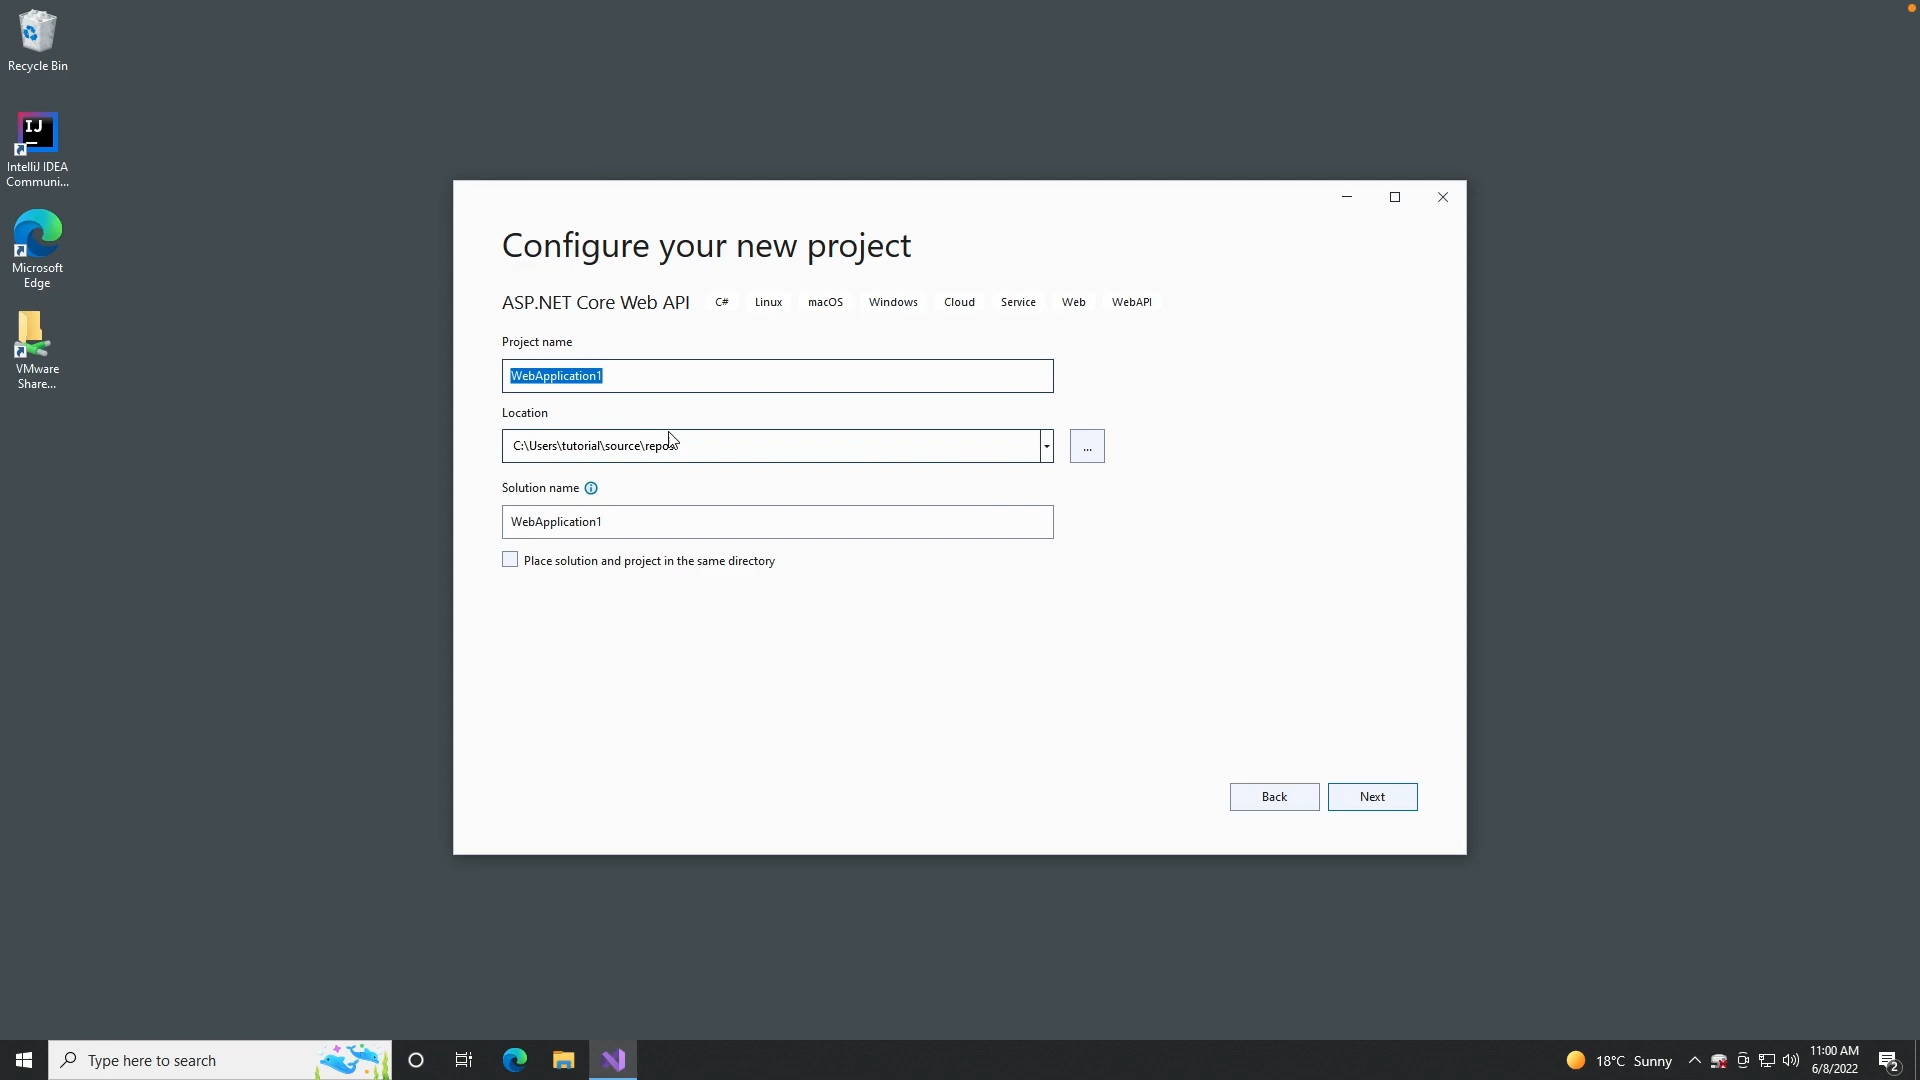 Recycle Bin
IJ
IntelliJ IDEA
Communi...
Microsoft
Edge
VMware
Share...
Configure your new project
ASP.NET Core Web API C# Linux macOS Windows Cloud Service Web WebAPI
Project name
WebApplication1
Location
C:\Users\tutorial\source\repos
...
Solution name
WebApplication1
Place solution and project in the same directory
Back Next
Type here to search
18°C Sunny
11:00 AM
6/8/2022
2